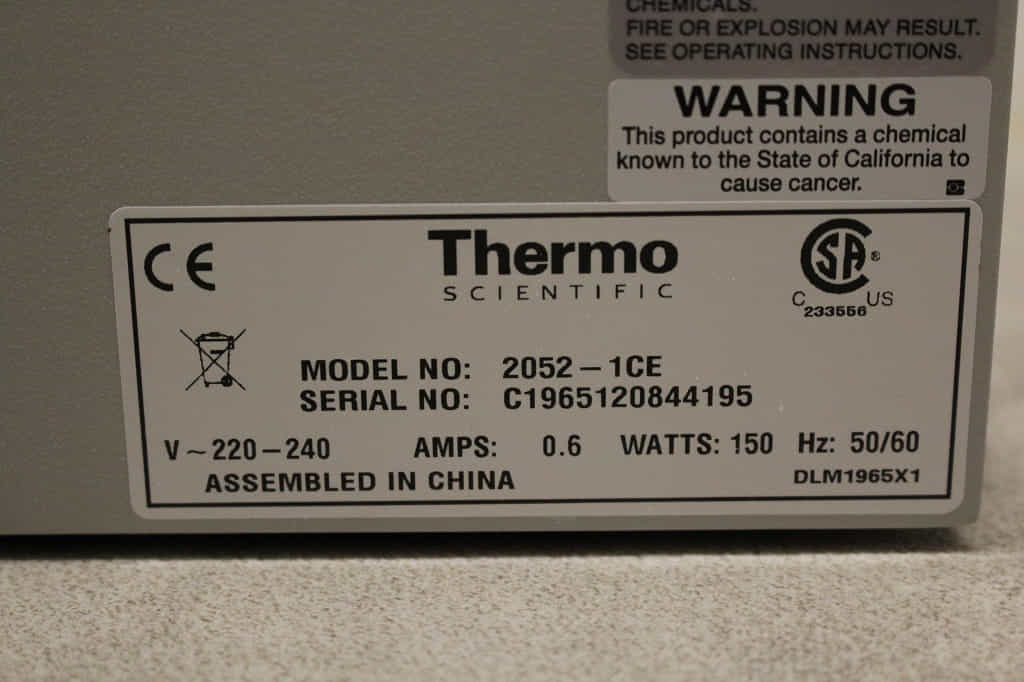 CHEMICALS.
FIRE OR EXPLOSION MAY RESULT.
SEE OPERATING INSTRUCTIONS.
WARNING
This product contains a chemical
known to the State of California to
cause cancer.
CE
Thermo
SCIENTIFIC
SA ®
C US
233556
MODEL NO: 2052 – 1CE
SERIAL NO: C1965120844195
V ~ 220 – 240 AMPS: 0.6 WATTS: 150 Hz: 50/60
ASSEMBLED IN CHINA
DLM1965X1